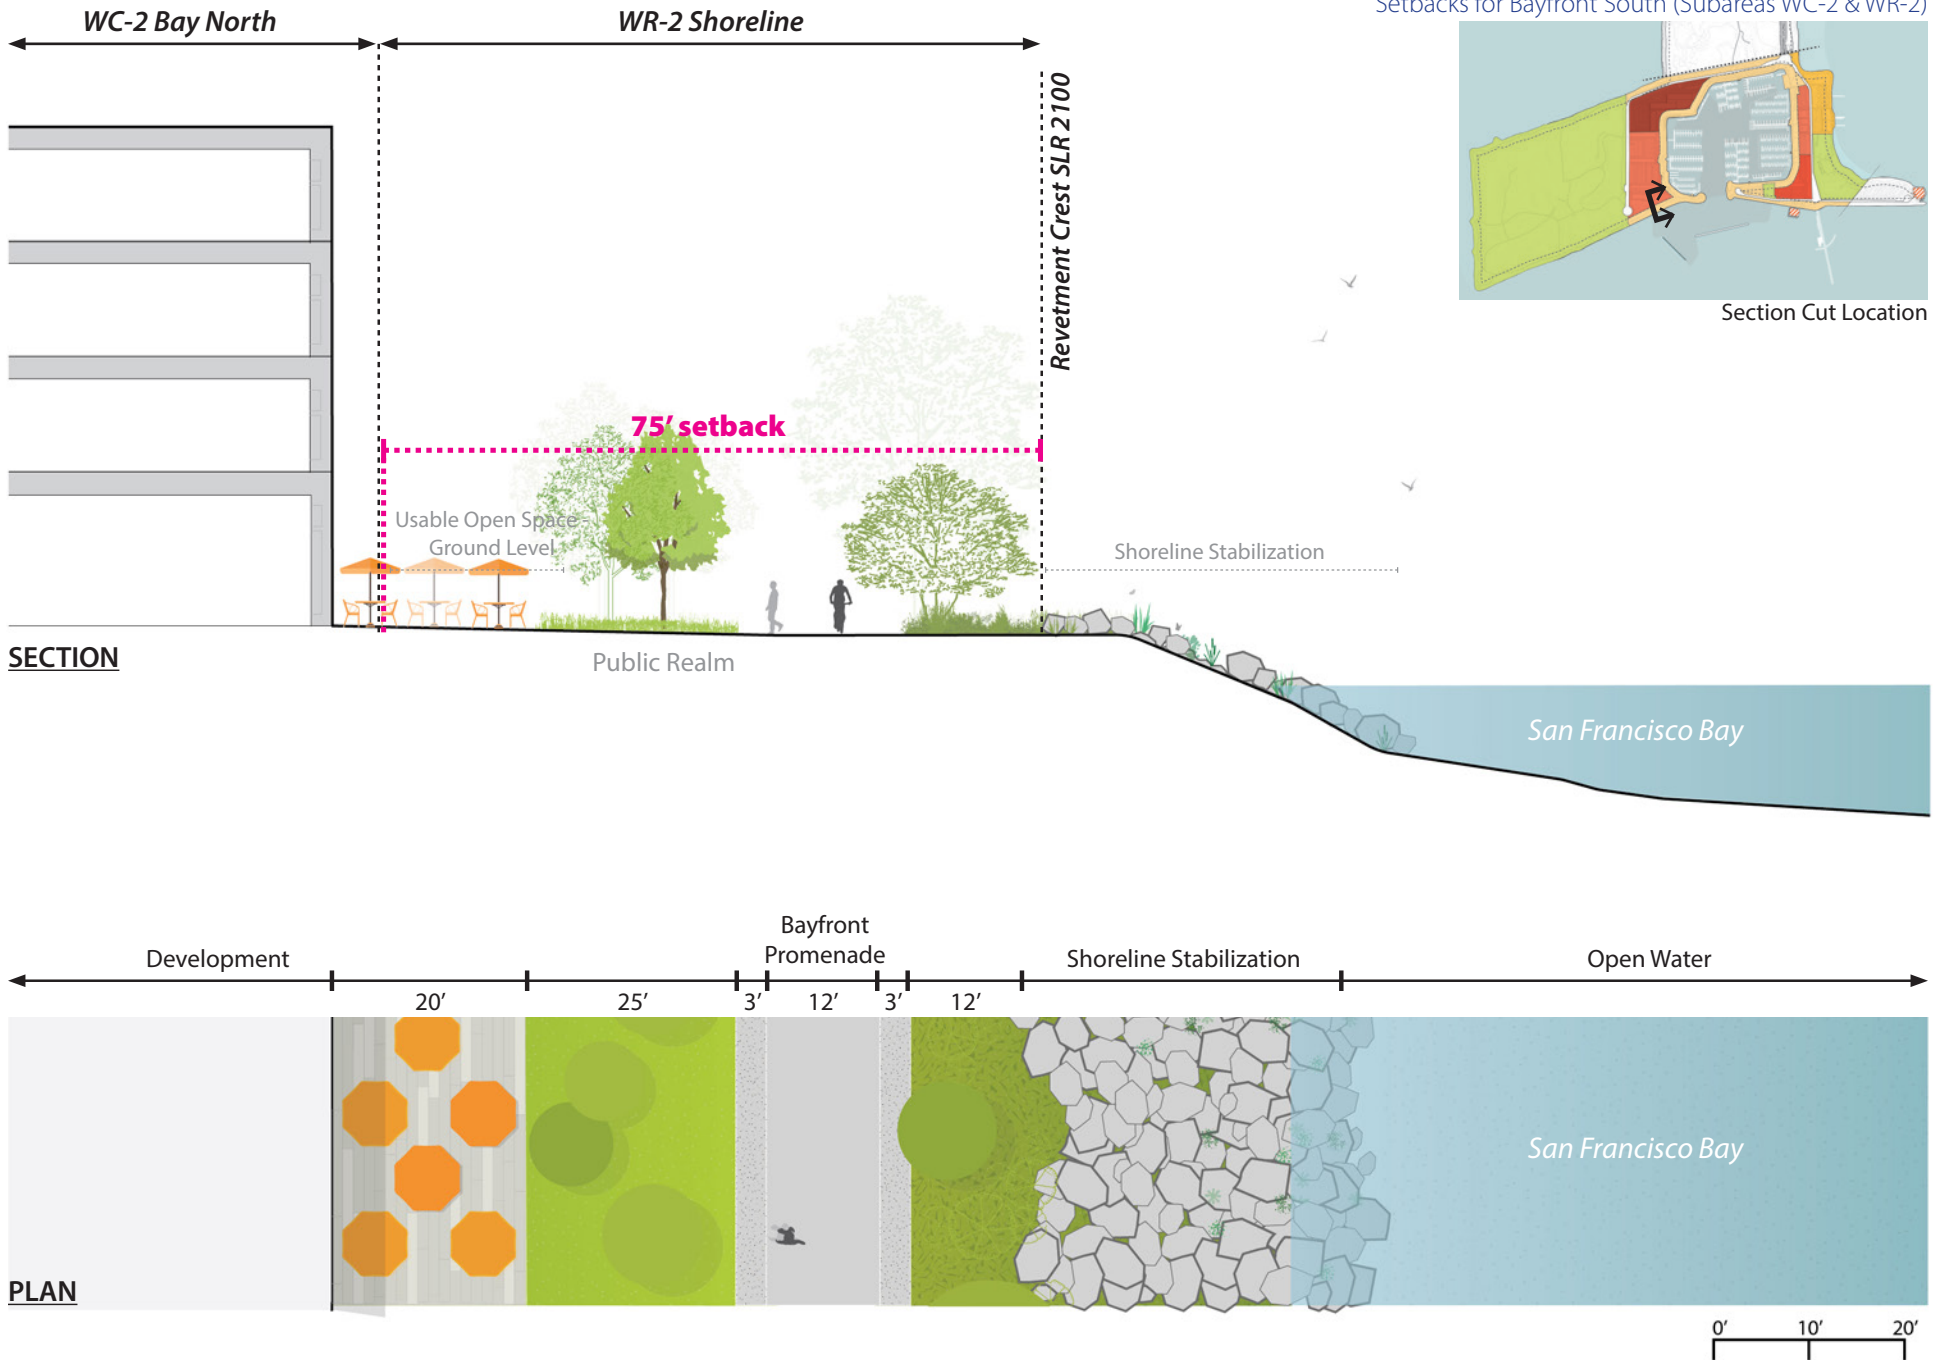 Setbacks for Bayfront South (Subareas WC-2 & WR-2)
WC-2 Bay North
WR-2 Shoreline
Revetment Crest SLR 2100
Section Cut Location
75’ setback
Usable Open Space -
Ground Level
Shoreline Stabilization
SECTION
Public Realm
San Francisco Bay
Development
Bayfront
Promenade
Shoreline Stabilization
Open Water
20’
25’
3’
12’
3’
12’
San Francisco Bay
PLAN
0’
10’
20’